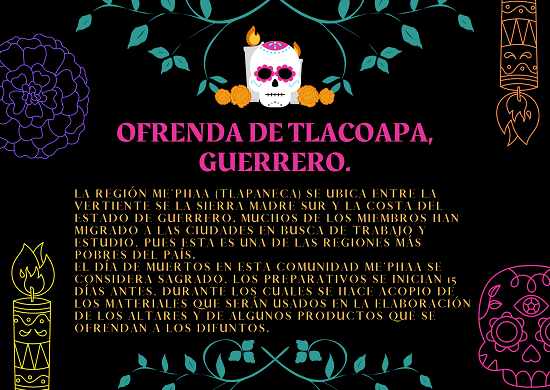 OFRENDA DE TLACOAPA,
GUERRERO.
LA REGIÓN ME'PHAA (TLAPANECA) SE UBICA ENTRE LA
VERTIENTE SE LA SIERRA MADRE SUR Y LA COSTA DEL
ESTADO DE GUERRERO. MUCHOS DE LOS MIEMBROS HAN
MIGRADO A LAS CIUDADES EN BUSCA DE TRABAJO Y
ESTUDIO, PUES ESTA ES UNA DE LAS REGIONES MÁS
POBRES DEL PAÍS.
EL DÍA DE MUERTOS EN ESTA COMUNIDAD ME'PHAA SE
CONSIDERA SAGRADO. LOS PREPARATIVOS SE INICIAN 15
DÍAS ANTES, DURANTE LOS CUALES SE HACE ACOPIO DE
LOS MATERIALES QUE SERÁN USADOS EN LA ELABORACIÓN
DE LOS ALTARES Y DE ALGUNOS PRODUCTOS QUE SE
OFRENDAN A LOS DIFUNTOS.